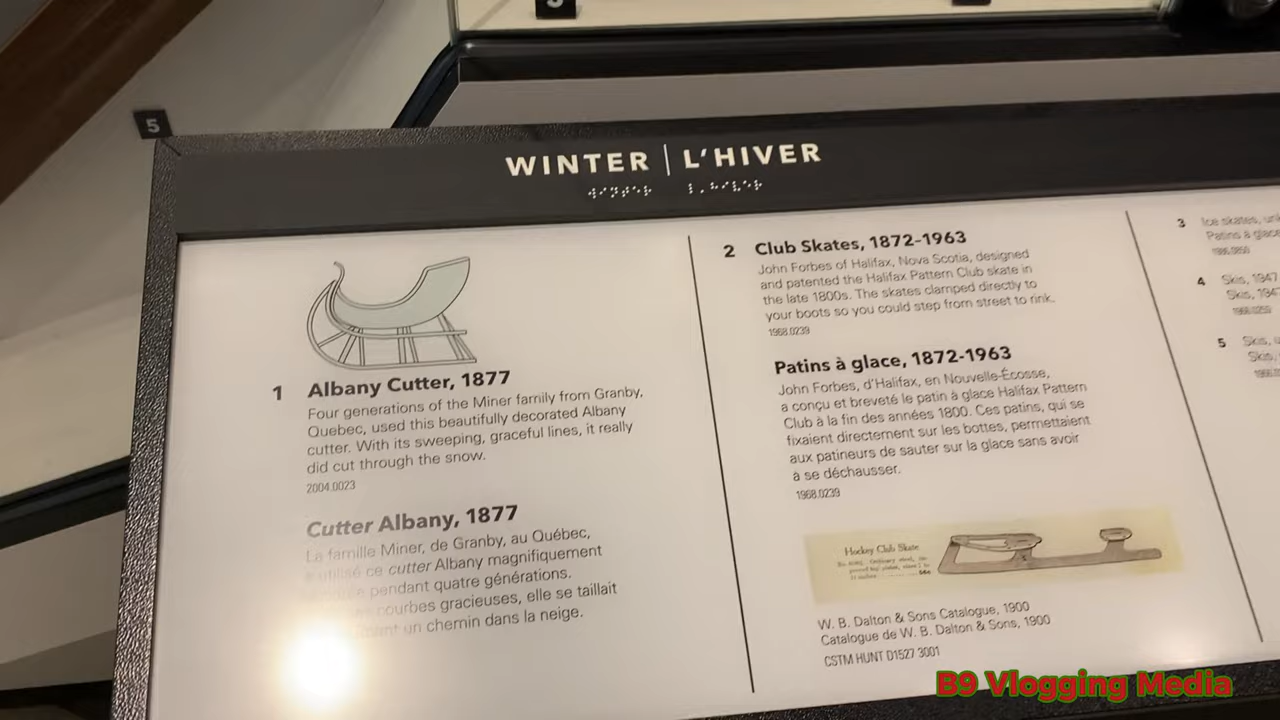 5
WINTER | L'HIVER
1 Albany Cutter, 1877
Four generations of the Miner family from Granby,
Quebec, used this beautifully decorated Albany
cutter. With its sweeping, graceful lines, it really
did cut through the snow.
2004.0023
Cutter Albany, 1877
La famille Miner, de Granby, au Québec,
utilisé ce cutter Albany magnifiquement
pendant quatre générations.
courbes gracieuses, elle se taillait
un chemin dans la neige.
2 Club Skates, 1872-1963
John Forbes of Halifax, Nova Scotia, designed
and patented the Halifax Pattern Club skate in
the late 1800s. The skates clamped directly to
your boots so you could step from street to rink.
1968.0239
Patins à glace, 1872-1963
John Forbes, d'Halifax, en Nouvelle-Écosse,
a conçu et breveté le patin à glace Halifax Pattern
Club à la fin des années 1800. Ces patins, qui se
fixaient directement sur les bottes, permettaient
aux patineurs de sauter sur la glace sans avoir
à se déchausser.
1968.0239
Hockey Club Skate
W. B. Dalton & Sons Catalogue, 1900
Catalogue de W. B. Dalton & Sons, 1900
CSTM HUNT D1527 3001
3 Ice skates,
Patins à glace
4 Skis, 1947
Skis,
5 Skis,
Skis,
B9 Vlogging Media